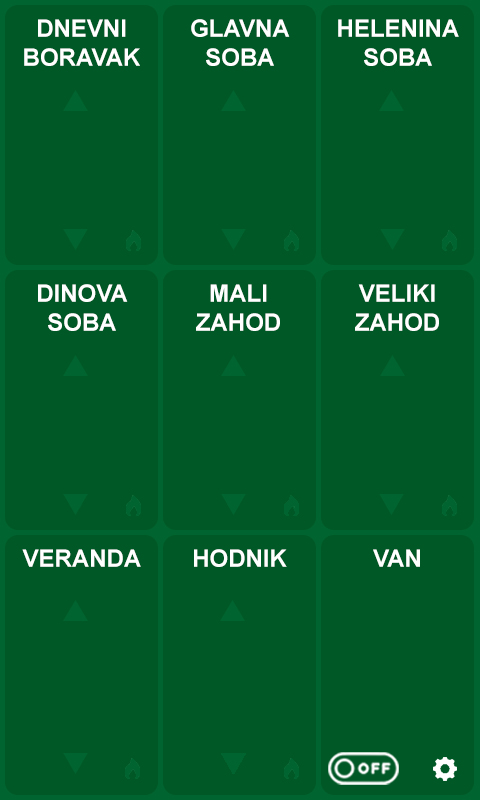 DNEVNI
BORAVAK
GLAVNA
SOBA
HELENINA
SOBA
DINOVA
SOBA
MALI
ZAHOD
VELIKI
ZAHOD
VERANDA
HODNIK
VAN
OFF